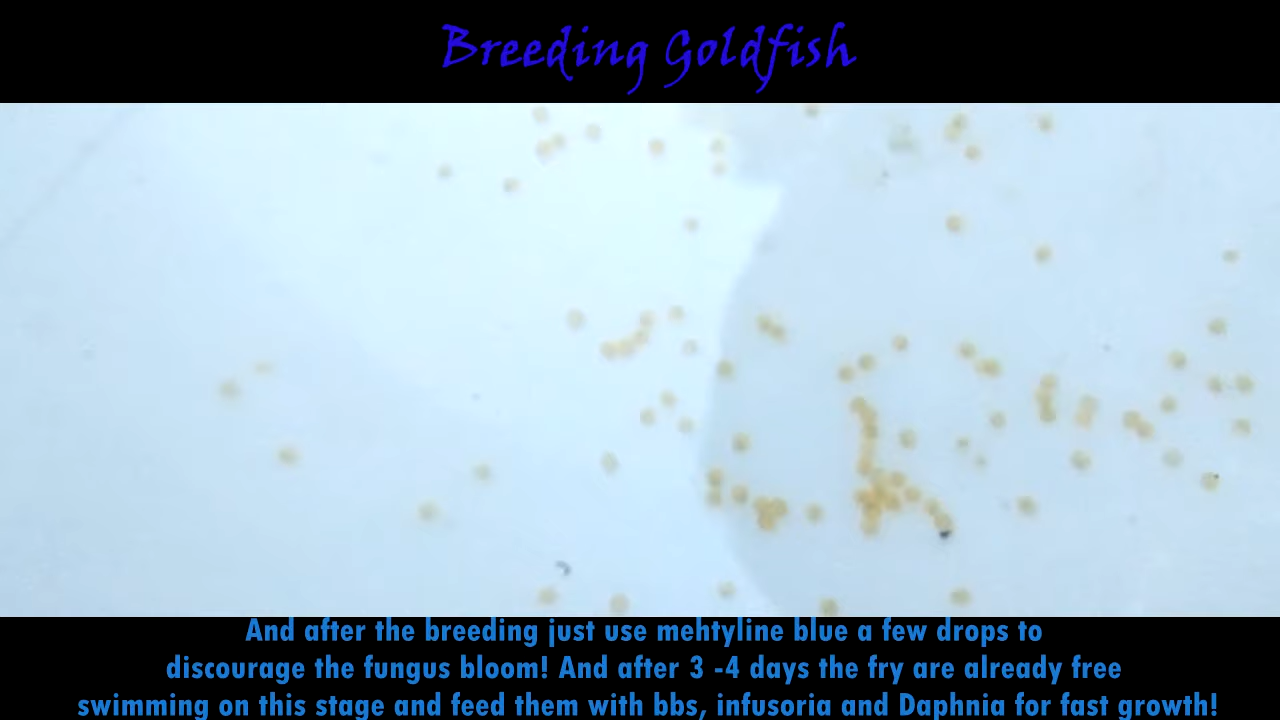 Breeding Goldfish
And after the breeding just use mehtyline blue a few drops to
discourage the fungus bloom! And after 3 -4 days the fry are already free
swimming on this stage and feed them with bbs, infusoria and Daphnia for fast growth!